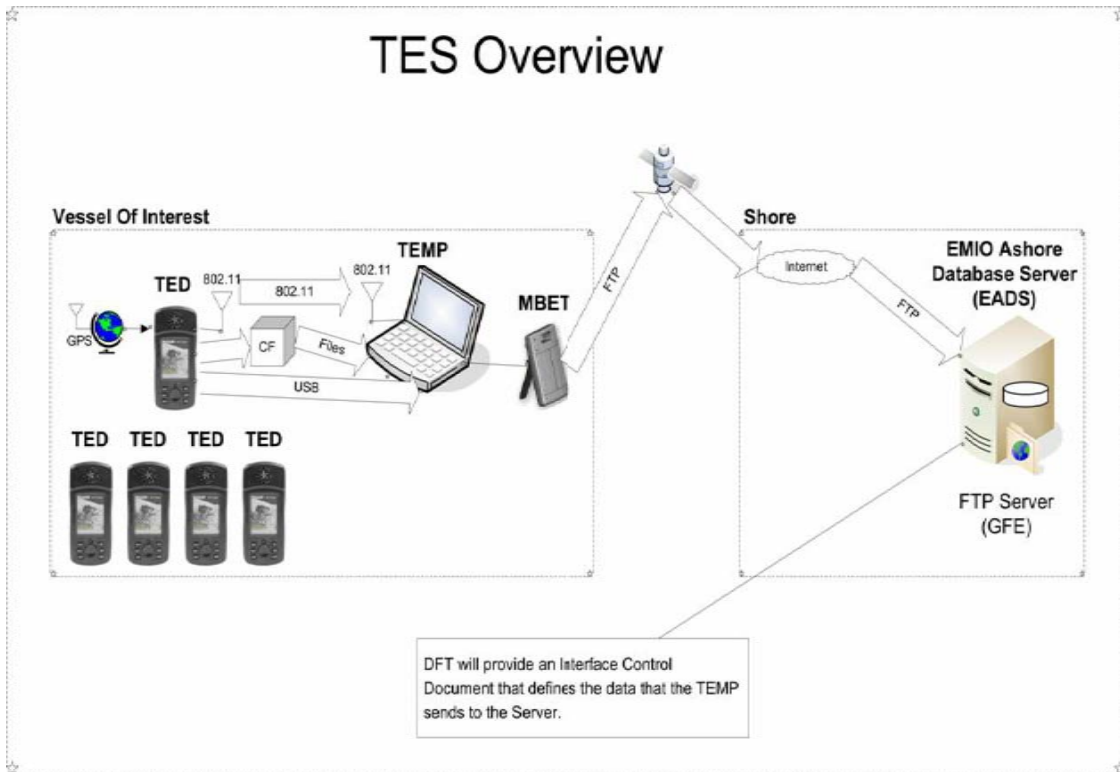 TES Overview
Vessel Of Interest
TEMP
Shore
TED
802.11
802.11
802.11
MBET
FTP
Internet
FTP
EMIO Ashore
Database Server
(EADS)
GPS
CF
Files
USB
TED
TED
TED
TED
FTP Server
(GFE)
DFT will provide an Interface Control
Document that defines the data that the TEMP
sends to the Server.